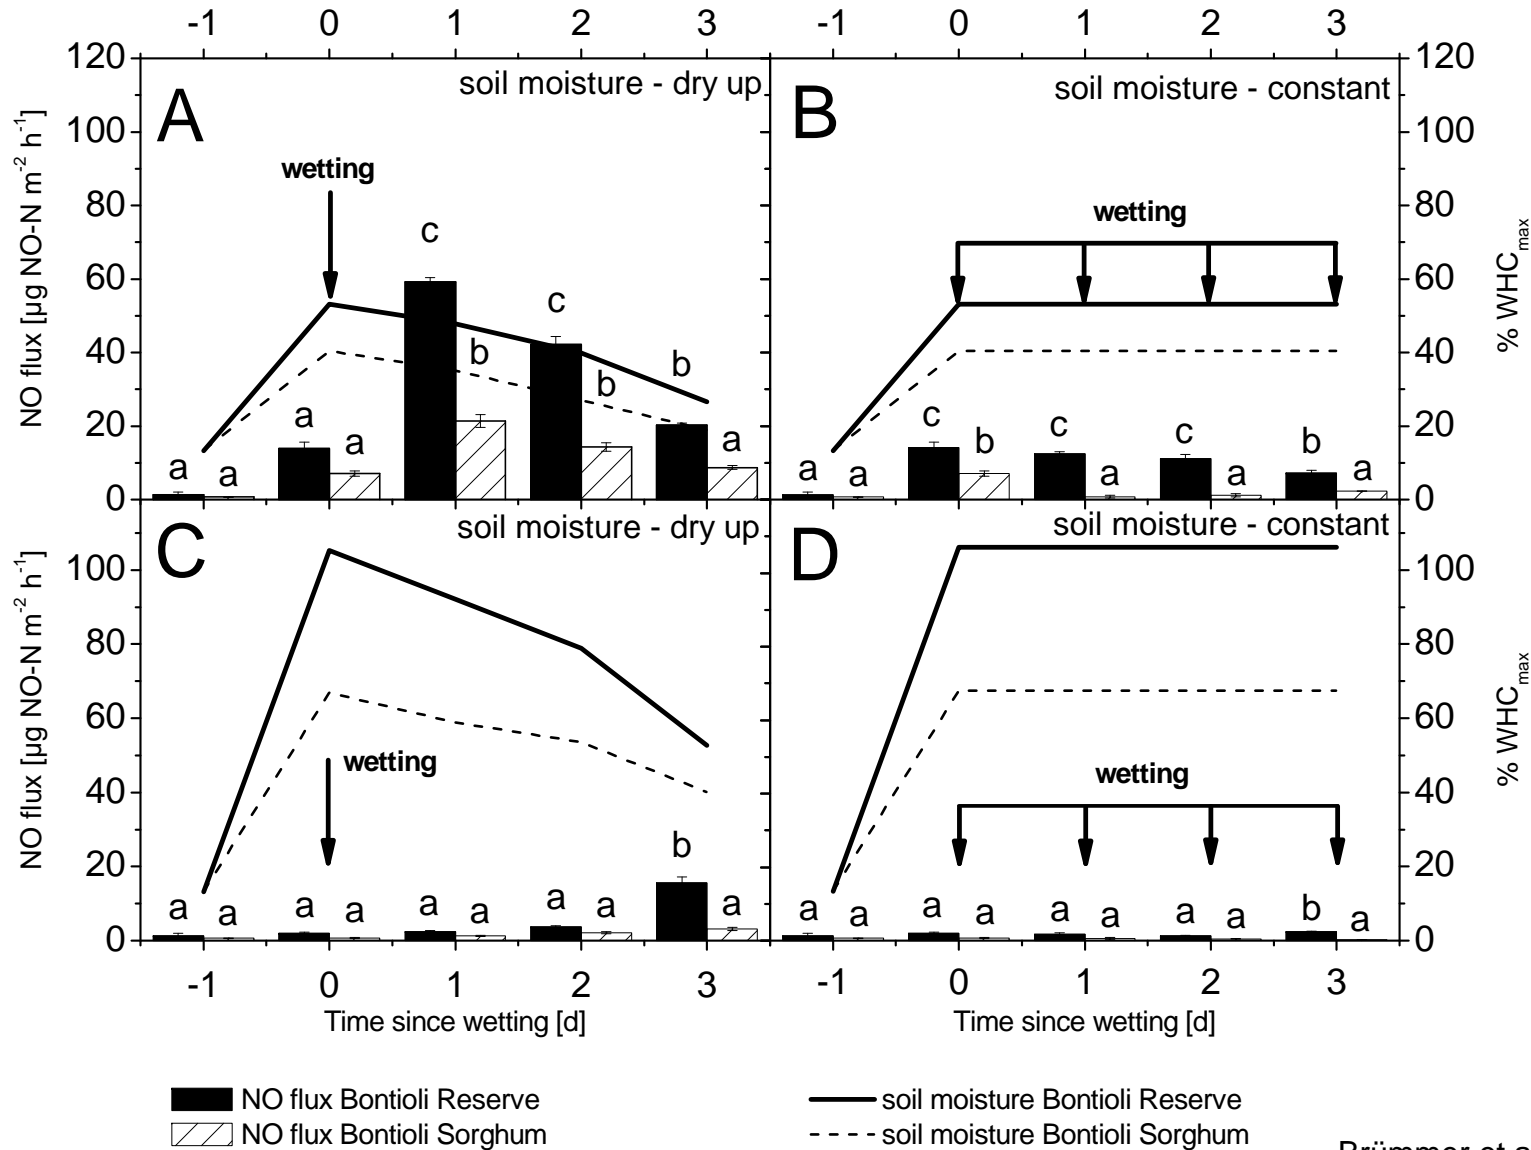 -1 0 1 2 3 -1 0 1 2 3
120 100 80 60 40 20 0
NO flux [µg NO-N m-2 h-1]
A
soil moisture - dry up
wetting
a a a a c b c b b a
B
soil moisture - constant
wetting
a a c b c a c a b a
120 100 80 60 40 20 0
% WHCmax
100 80 60 40 20 0
NO flux [µg NO-N m-2 h-1]
C
soil moisture - dry up
wetting
a a a a a a a a b a
D
soil moisture - constant
wetting
a a a a a a a a b a
100 80 60 40 20 0
% WHCmax
-1 0 1 2 3 -1 0 1 2 3
Time since wetting [d]
Time since wetting [d]
NO flux Bontioli Reserve
NO flux Bontioli Sorghum
soil moisture Bontioli Reserve
soil moisture Bontioli Sorghum